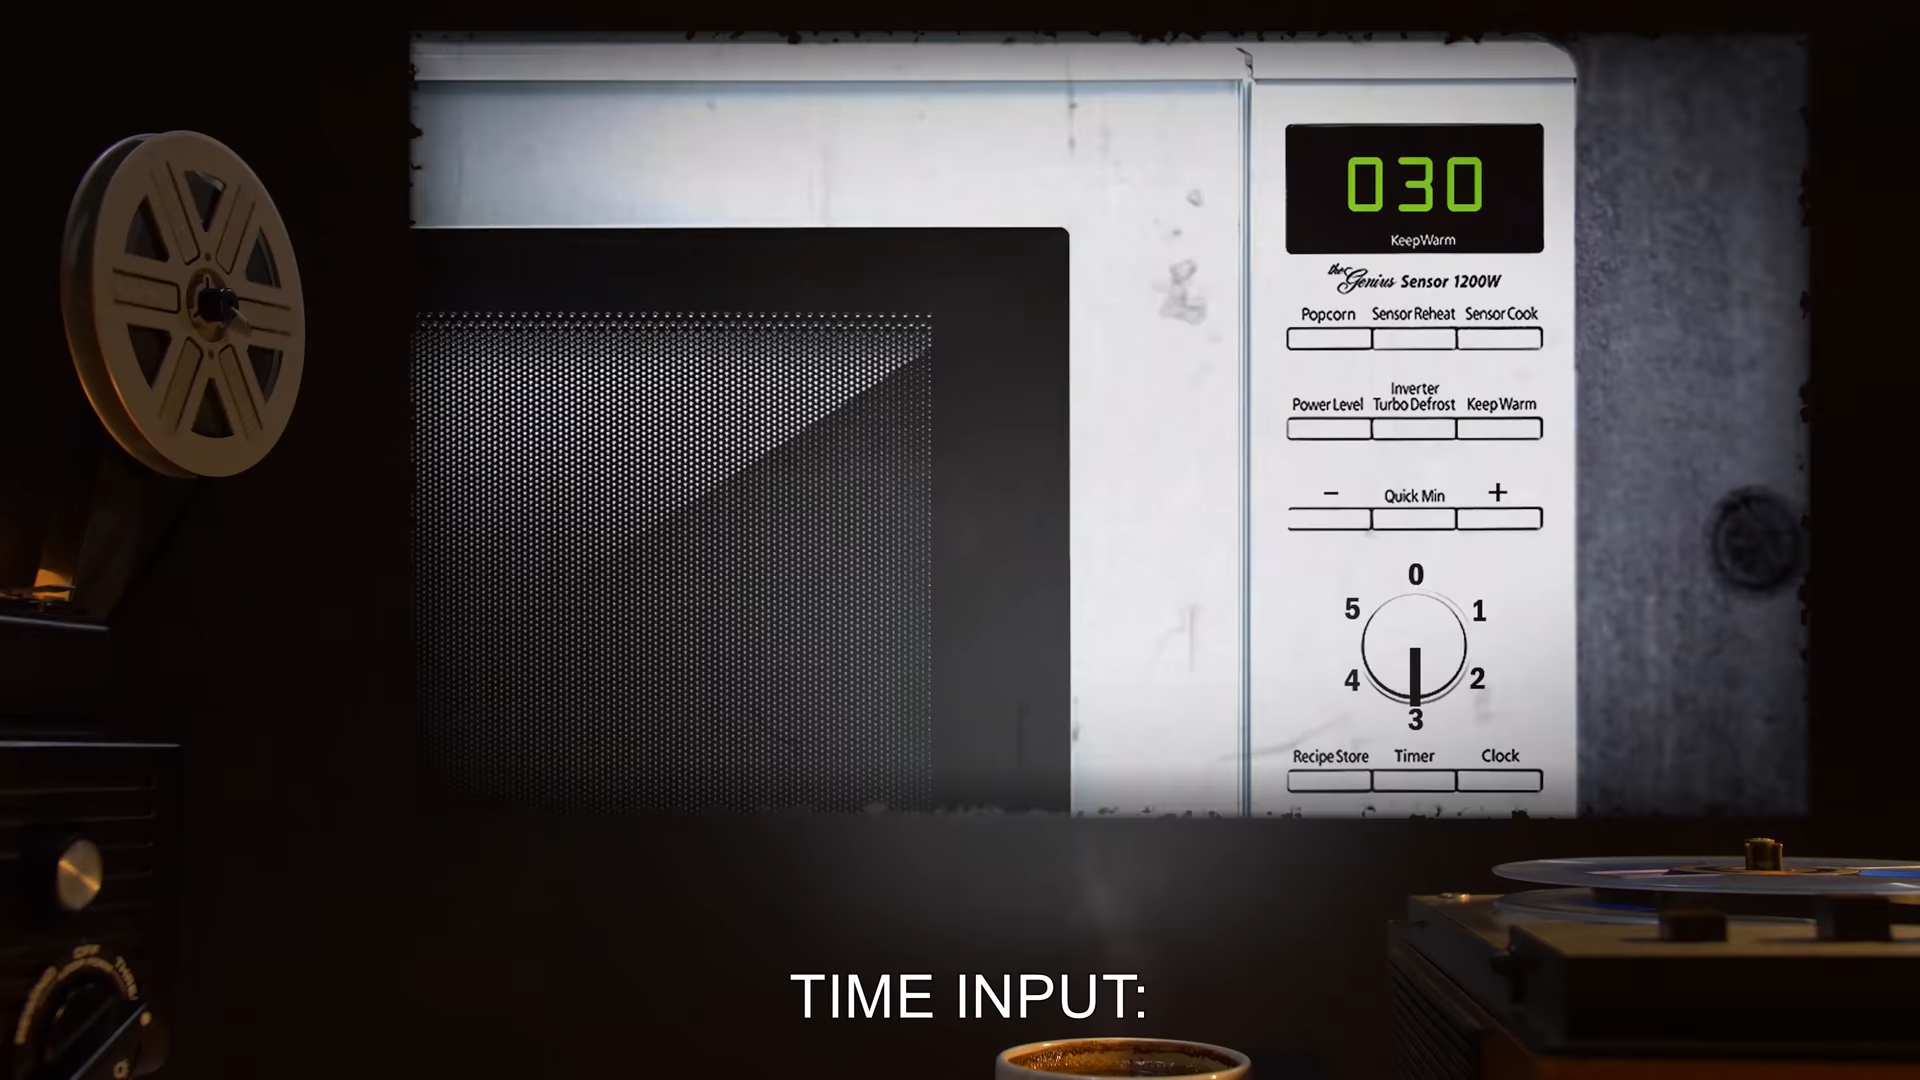 030
KeepWarm
the Genius Sensor 1200W
Popcorn Sensor Reheat Sensor Cook
Inverter
Power Level Turbo Defrost Keep Warm
- Quick Min +
0
5 1
4 2
3
Recipe Store Timer Clock
TIME INPUT: